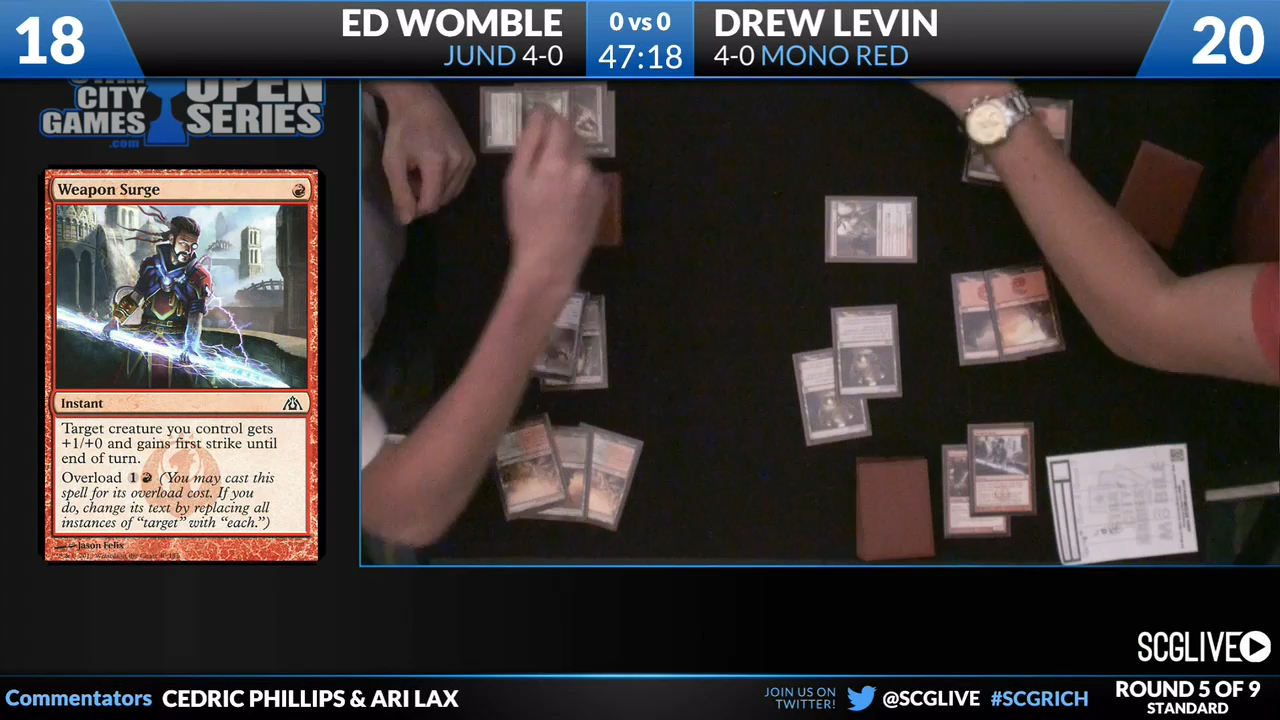 18
ED WOMBLE
JUND 4-0
0 vs 0
47:18
DREW LEVIN
4-0 MONO RED
20
CITY
GAMES
.com
OPEN
SERIES
Weapon Surge
Instant
Target creature you control gets
+1/+0 and gains first strike until
end of turn.
Overload 1 (You may cast this
spell for its overload cost. If you
do, change its text by replacing all
instances of "target" with "each.")
Jason Felix
SCGLIVE
Commentators CEDRIC PHILLIPS & ARI LAX
JOIN US ON
TWITTER!
@SCGLIVE #SCGRICH
ROUND 5 OF 9
STANDARD